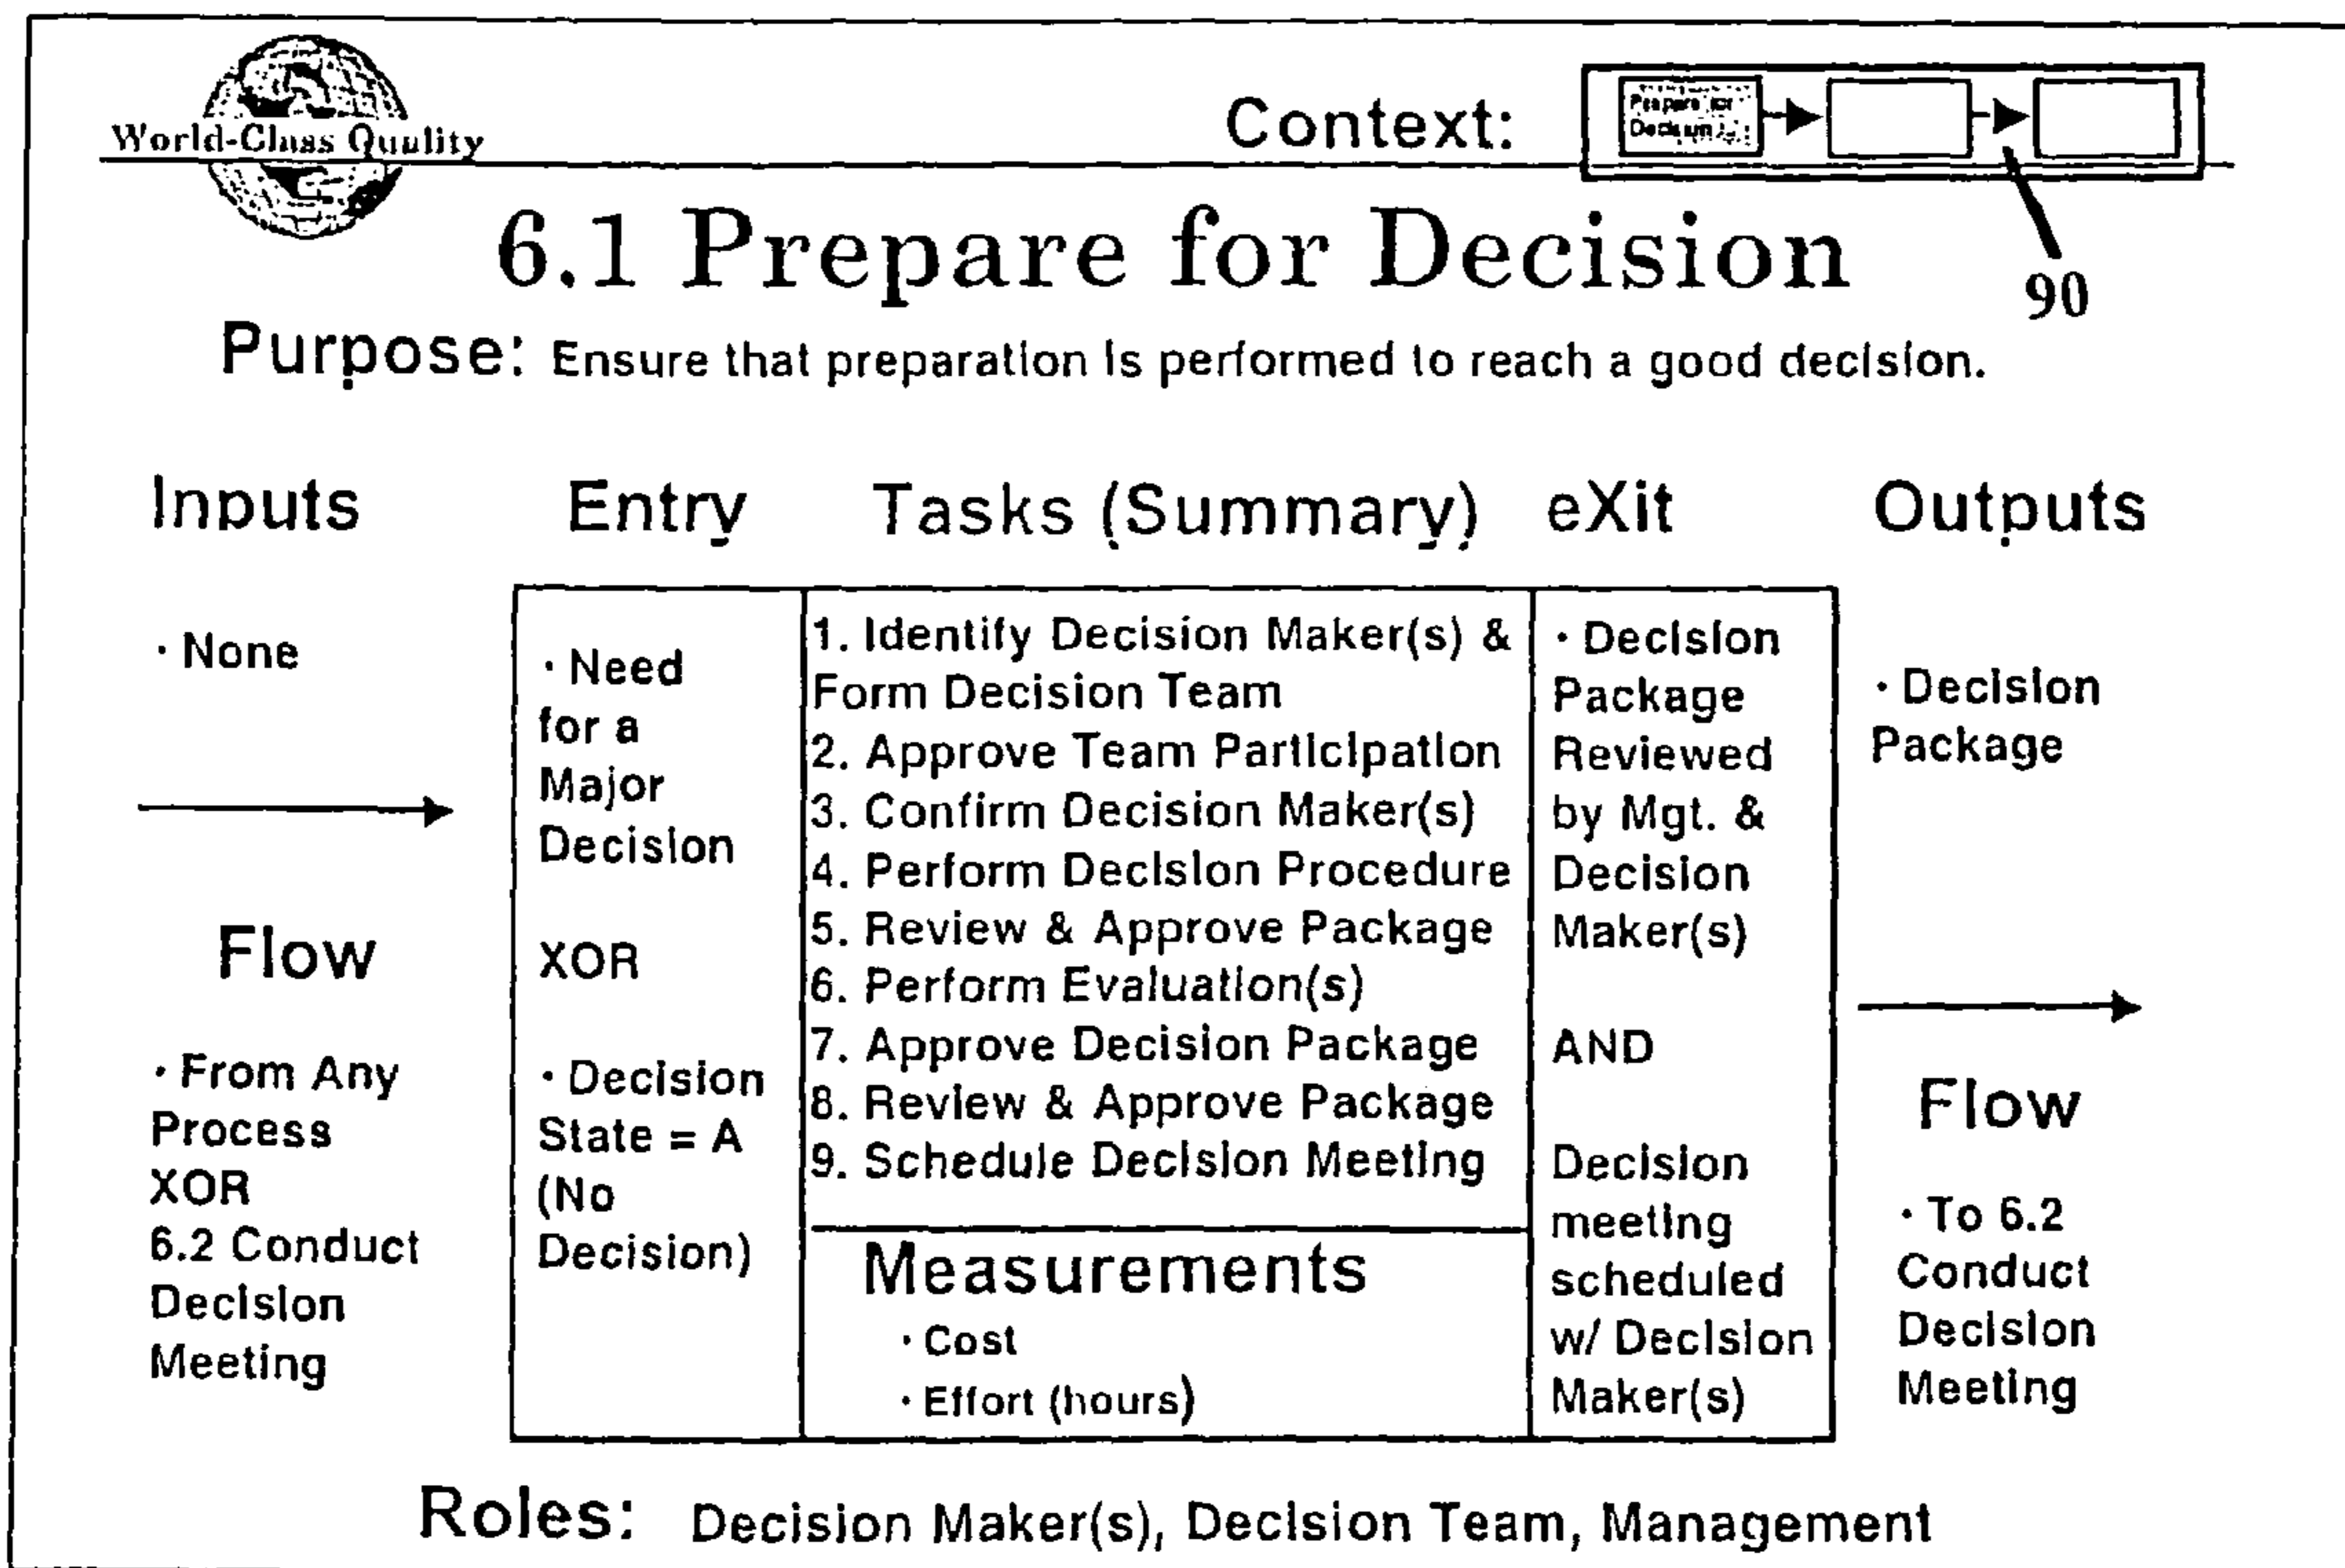 World-Class Quality
Context:
Prepare for
Decision
6.1 Prepare for Decision
90
Purpose: Ensure that preparation is performed to reach a good decision.
Inputs
· None
Flow
· From Any
Process
XOR
6.2 Conduct
Decision
Meeting
Entry
· Need
for a
Major
Decision
XOR
· Decision
State = A
(No
Decision)
Tasks (Summary)
1. Identify Decision Maker(s) &
Form Decision Team
2. Approve Team Participation
3. Confirm Decision Maker(s)
4. Perform Decision Procedure
5. Review & Approve Package
6. Perform Evaluation(s)
7. Approve Decision Package
8. Review & Approve Package
9. Schedule Decision Meeting
Measurements
· Cost
· Effort (hours)
eXit
· Decision
Package
Reviewed
by Mgt. &
Decision
Maker(s)
AND
Decision
meeting
scheduled
w/ Decision
Maker(s)
Outputs
· Decision
Package
Flow
· To 6.2
Conduct
Decision
Meeting
Roles: Decision Maker(s), Decision Team, Management